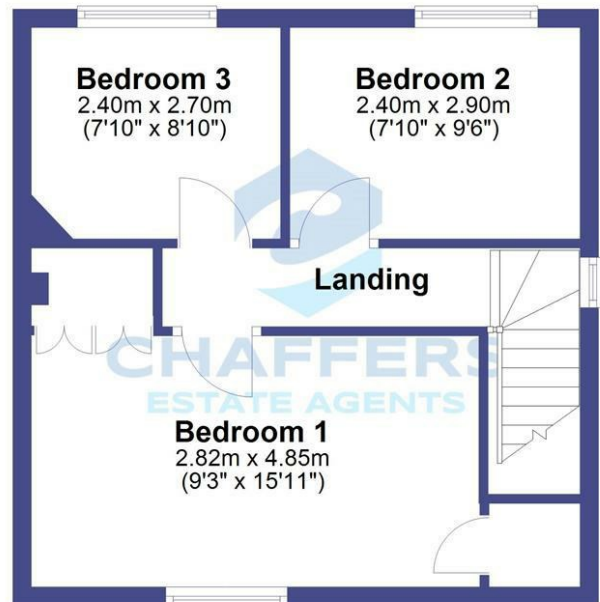 Bedroom 3
2.40m x 2.70m
(7'10" x 8'10")
Bedroom 2
2.40m x 2.90m
(7'10" x 9'6")
Landing
CHAFFERS
ESTATE AGENTS
Bedroom 1
2.82m x 4.85m
(9'3" x 15'11")